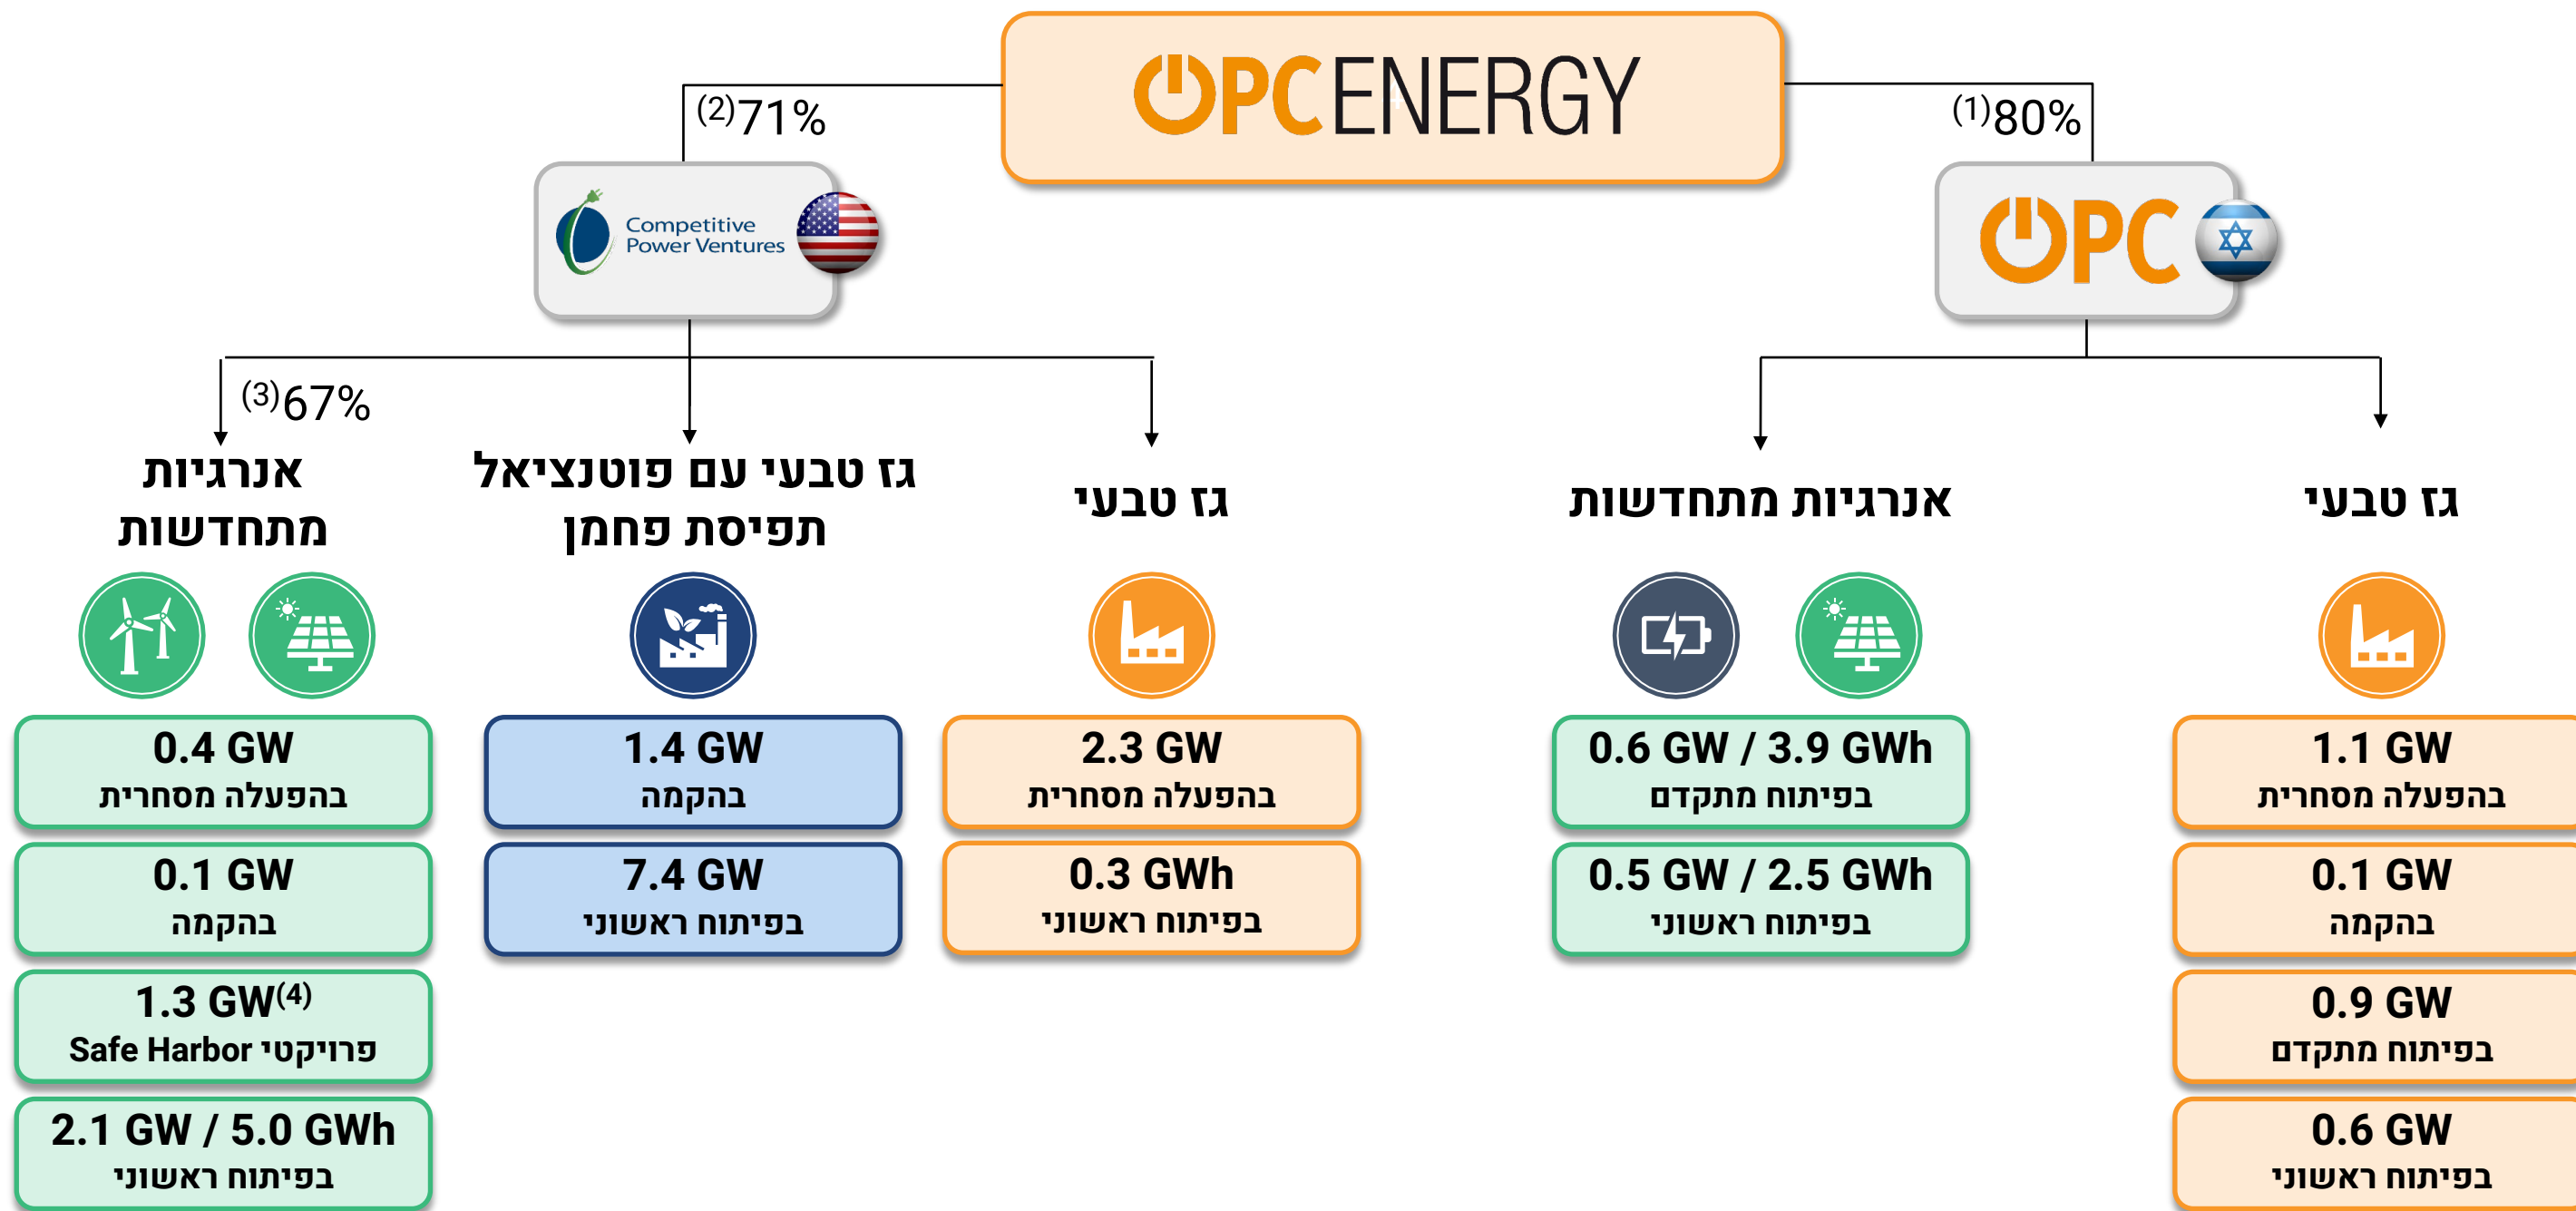 OPC ENERGY
(1)80%
(2)71%
OPC
Competitive
Power Ventures
גז טבעי
1.1 GW
בהפעלה מסחרית
0.1 GW
בהקמה
0.9 GW
בפיתוח מתקדם
0.6 GW
בפיתוח ראשוני
אנרגיות מתחדשות
0.6 GW / 3.9 GWh
בפיתוח מתקדם
0.5 GW / 2.5 GWh
בפיתוח ראשוני
גז טבעי
2.3 GW
בהפעלה מסחרית
0.3 GWh
בפיתוח ראשוני
גז טבעי עם פוטנציאל
תפיסת פחמן
1.4 GW
בהקמה
7.4 GW
בפיתוח ראשוני
(3)67%
אנרגיות
מתחדשות
0.4 GW
בהפעלה מסחרית
0.1 GW
בהקמה
1.3 GW(4)
פרויקטי Safe Harbor
2.1 GW / 5.0 GWh
בפיתוח ראשוני